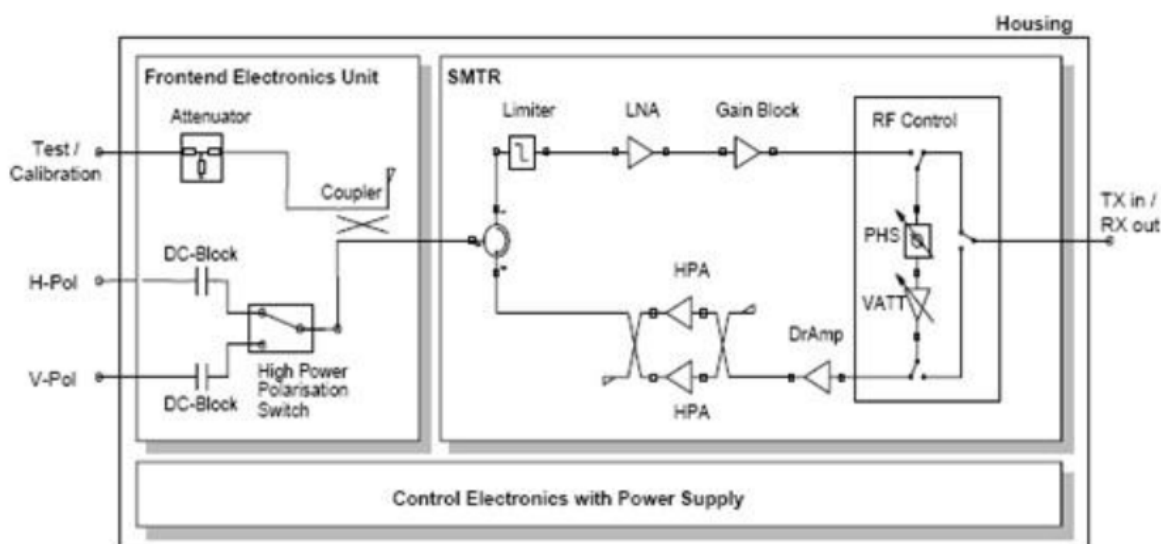 Housing
Frontend Electronics Unit
SMTR
Attenuator
Limiter
LNA
Gain Block
RF Control
Test /
Calibration
Coupler
TX in /
RX out
PHS
DC-Block
HPA
H-Pol
VATT
DrAmp
V-Pol
High Power
Polarisation
Switch
DC-Block
HPA
Control Electronics with Power Supply